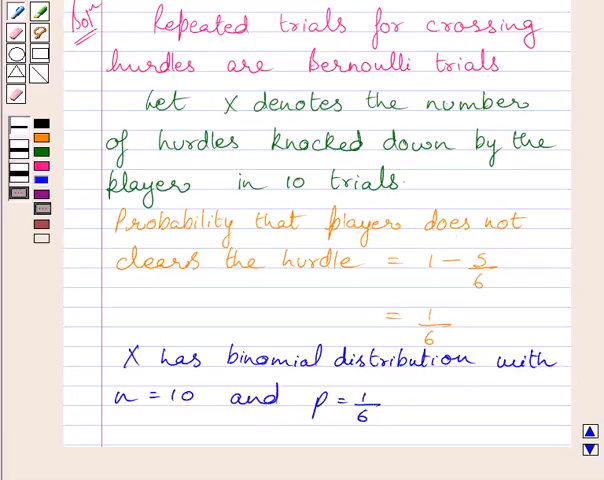 Solⁿ Repeated trials for crossing
hurdles are Bernoulli trials
Let X denotes the number
of hurdles knocked down by the
player in 10 trials.
Probability that player does not
clears the hurdle = 1 - 5/6
= 1/6
X has binomial distribution with
n = 10 and p = 1/6